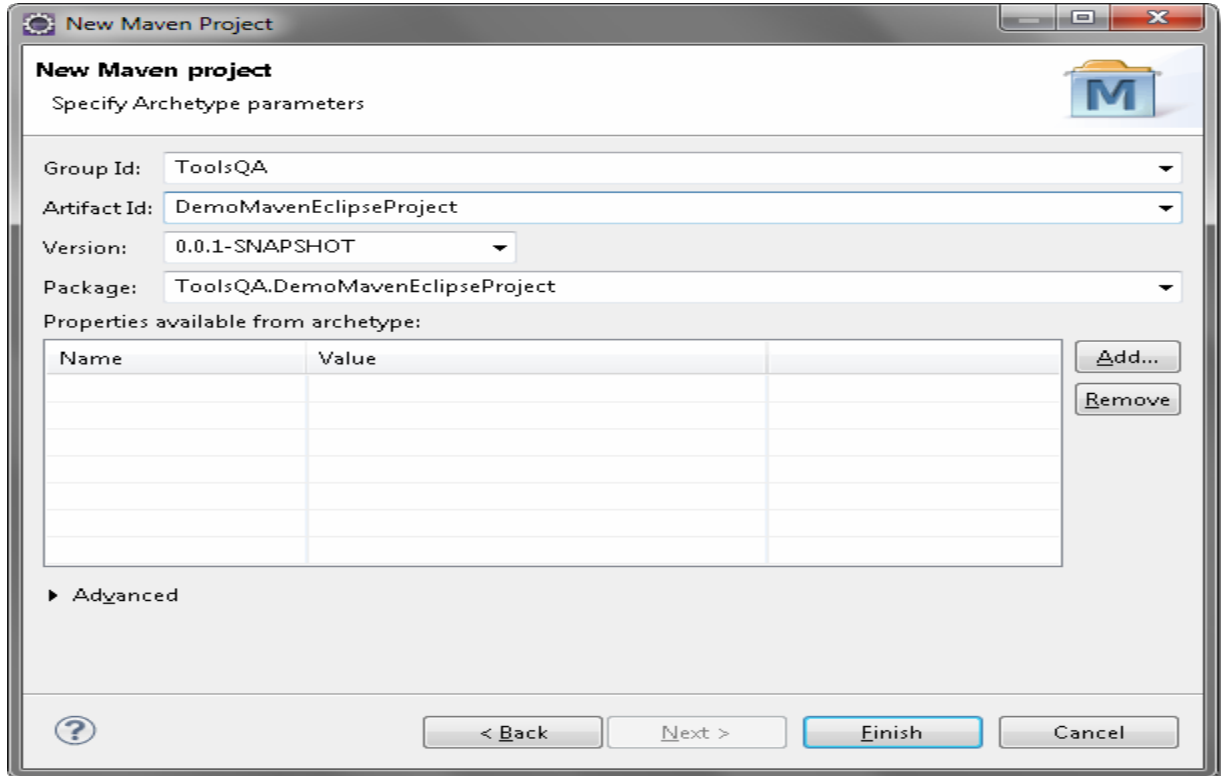 New Maven Project
New Maven project
Specify Archetype parameters
M
Group Id: ToolsQA
Artifact Id: DemoMavenEclipseProject
Version: 0.0.1-SNAPSHOT
Package: ToolsQA.DemoMavenEclipseProject
Properties available from archetype:
Name Value
Add...
Remove
Advanced
? < Back Next > Finish Cancel